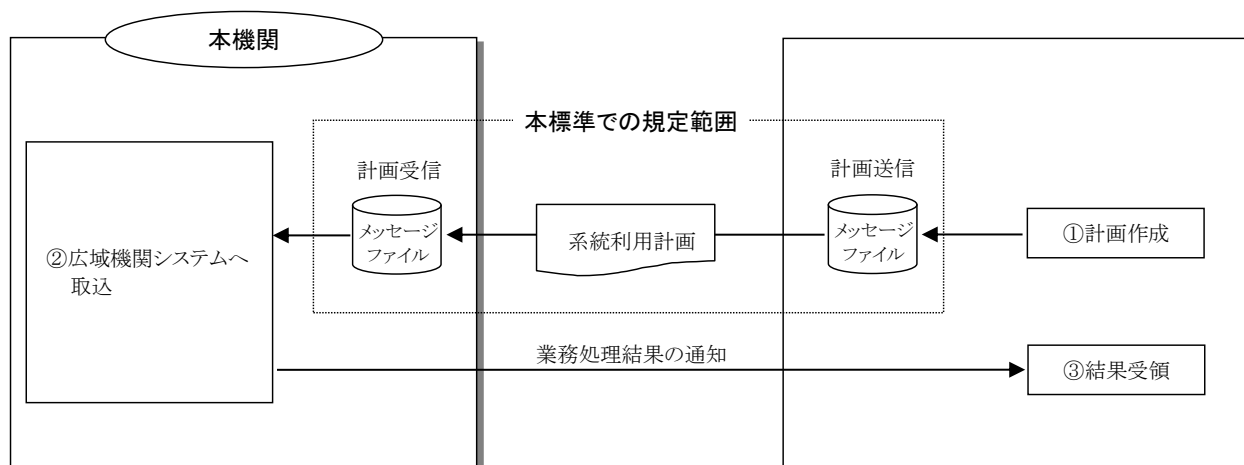 本機関
本標準での規定範囲
計画受信
計画送信
メッセージ
ファイル
系統利用計画
メッセージ
ファイル
①計画作成
②広域機関システムへ
取込
業務処理結果の通知
③結果受領